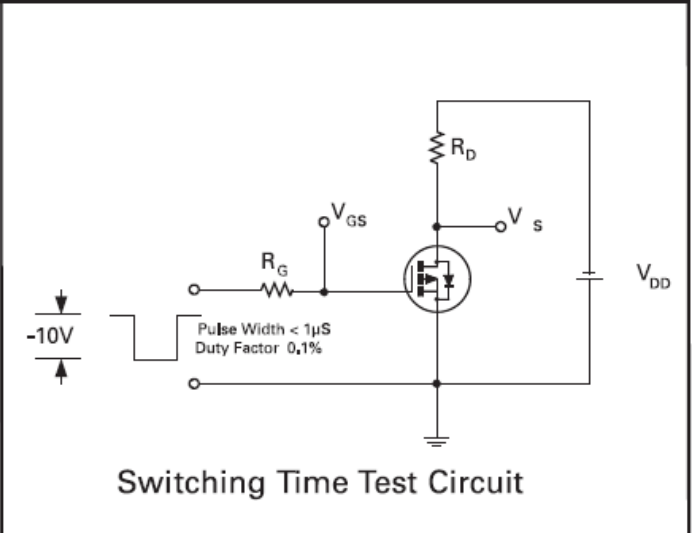 R_D
V_GS
V s
R_G
V_DD
-10V
Pulse Width < 1µS
Duty Factor 0.1%
Switching Time Test Circuit